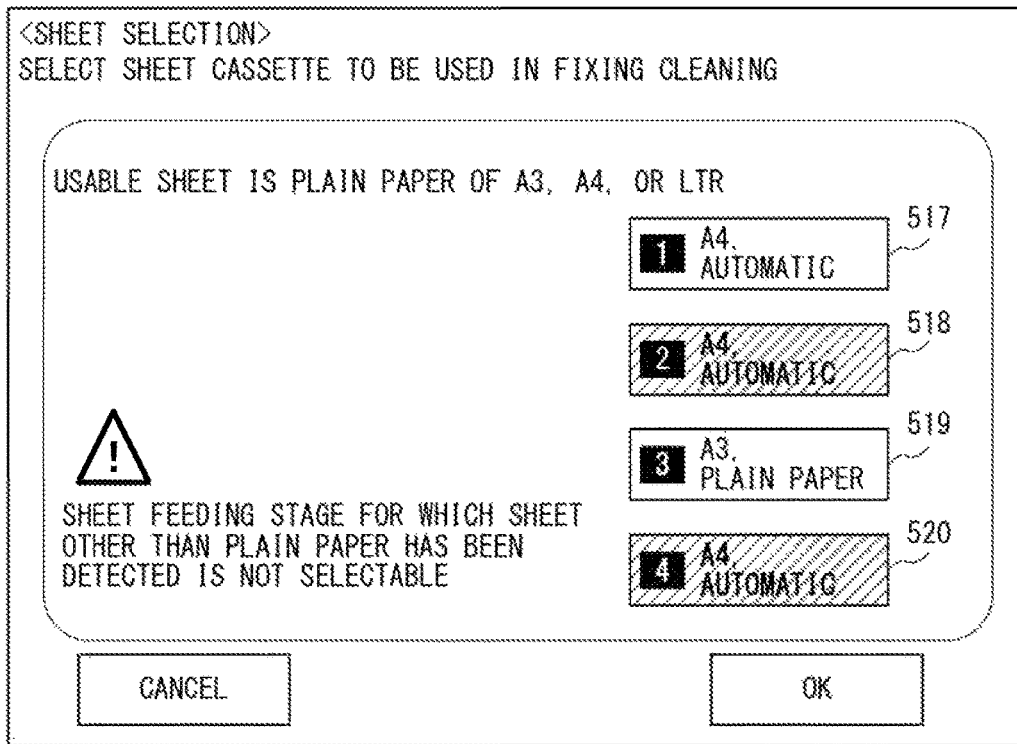 <SHEET SELECTION>
SELECT SHEET CASSETTE TO BE USED IN FIXING CLEANING
USABLE SHEET IS PLAIN PAPER OF A3, A4, OR LTR
517
1 A4,
AUTOMATIC
518
2 A4,
AUTOMATIC
519
3 A3,
PLAIN PAPER
!
SHEET FEEDING STAGE FOR WHICH SHEET
OTHER THAN PLAIN PAPER HAS BEEN
DETECTED IS NOT SELECTABLE
520
4 A4,
AUTOMATIC
CANCEL
OK